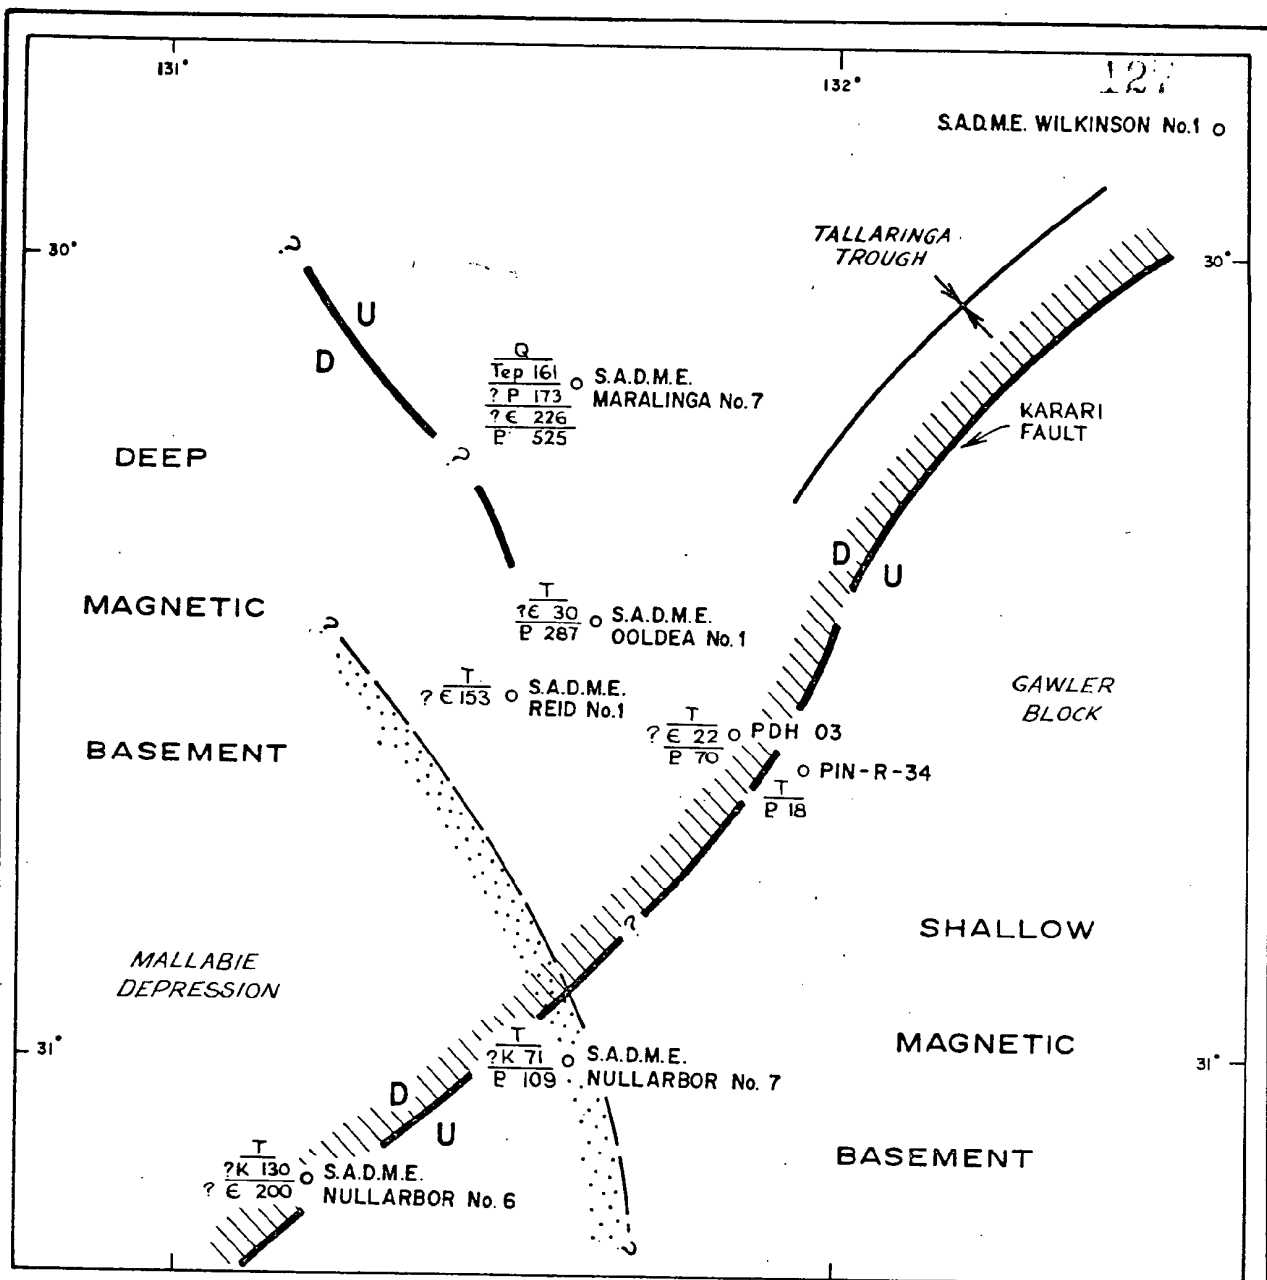 131°
132°
127
S.A.D.M.E. WILKINSON No.1
30°
30°
TALLARINGA
TROUGH
?
U
D
Q
Tep 161
? P 173
? Є 226
P 525
S.A.D.M.E.
MARALINGA No.7
KARARI
FAULT
?
DEEP
D
U
MAGNETIC
?
T
?Є 30
P 287
S.A.D.M.E.
OOLDEA No.1
T
? Є 153
S.A.D.M.E.
REID No.1
GAWLER
BLOCK
T
? Є 22
P 70
PDH 03
BASEMENT
PIN-R-34
T
P 18
?
SHALLOW
MALLABIE
DEPRESSION
31°
31°
MAGNETIC
T
?K 71
P 109
S.A.D.M.E.
NULLARBOR No. 7
D
U
BASEMENT
T
?K 130
? Є 200
S.A.D.M.E.
NULLARBOR No. 6
?